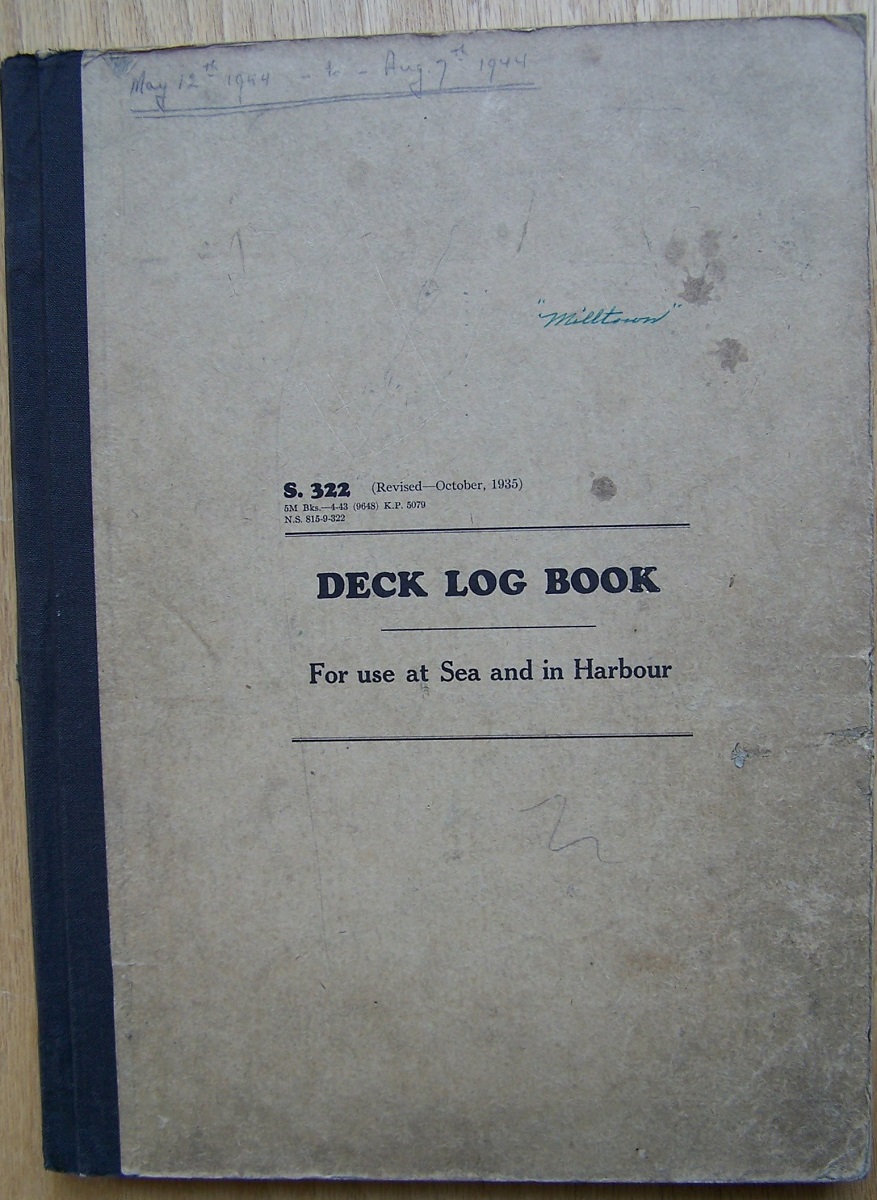 May 12th 1944 - to - Aug 7th 1944
"Milltown"
S. 322 (Revised—October, 1935)
5M Bks.—4-43 (9648) K.P. 5079
N.S. 815-9-322
DECK LOG BOOK
For use at Sea and in Harbour